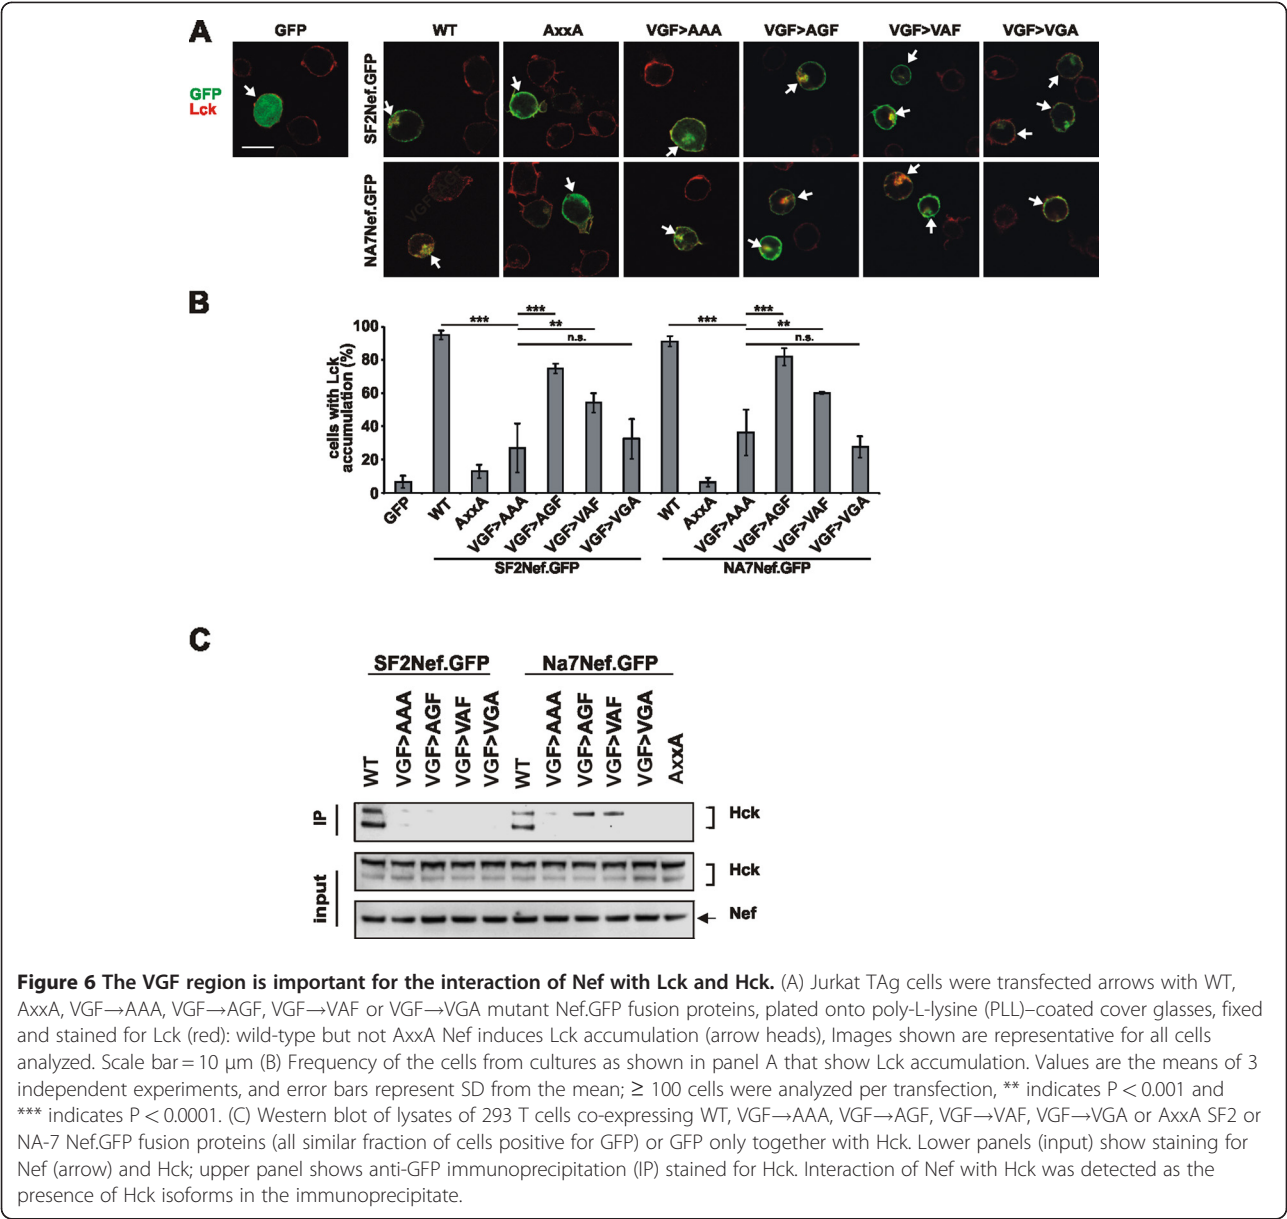 A
GFP
WT
AxxA
VGF>AAA
VGF>AGF
VGF>VAF
VGF>VGA
GFP
Lck
SF2Nef.GFP
NA7Nef.GFP
B
cells with Lck
accumulation (%)
100
80
60
40
20
0
***
***
**
n.s.
***
***
**
n.s.
GFP
WT
AxxA
VGF>AAA
VGF>AGF
VGF>VAF
VGF>VGA
WT
AxxA
VGF>AAA
VGF>AGF
VGF>VAF
VGF>VGA
SF2Nef.GFP
NA7Nef.GFP
C
SF2Nef.GFP
Na7Nef.GFP
WT
VGF>AAA
VGF>AGF
VGF>VAF
VGF>VGA
WT
VGF>AAA
VGF>AGF
VGF>VAF
VGF>VGA
AxxA
IP
Hck
input
Hck
Nef
Figure 6 The VGF region is important for the interaction of Nef with Lck and Hck. (A) Jurkat TAg cells were transfected arrows with WT,
AxxA, VGF→AAA, VGF→AGF, VGF→VAF or VGF→VGA mutant Nef.GFP fusion proteins, plated onto poly-L-lysine (PLL)–coated cover glasses, fixed
and stained for Lck (red): wild-type but not AxxA Nef induces Lck accumulation (arrow heads), Images shown are representative for all cells
analyzed. Scale bar = 10 μm (B) Frequency of the cells from cultures as shown in panel A that show Lck accumulation. Values are the means of 3
independent experiments, and error bars represent SD from the mean; ≥ 100 cells were analyzed per transfection, ** indicates P < 0.001 and
*** indicates P < 0.0001. (C) Western blot of lysates of 293 T cells co-expressing WT, VGF→AAA, VGF→AGF, VGF→VAF, VGF→VGA or AxxA SF2 or
NA-7 Nef.GFP fusion proteins (all similar fraction of cells positive for GFP) or GFP only together with Hck. Lower panels (input) show staining for
Nef (arrow) and Hck; upper panel shows anti-GFP immunoprecipitation (IP) stained for Hck. Interaction of Nef with Hck was detected as the
presence of Hck isoforms in the immunoprecipitate.